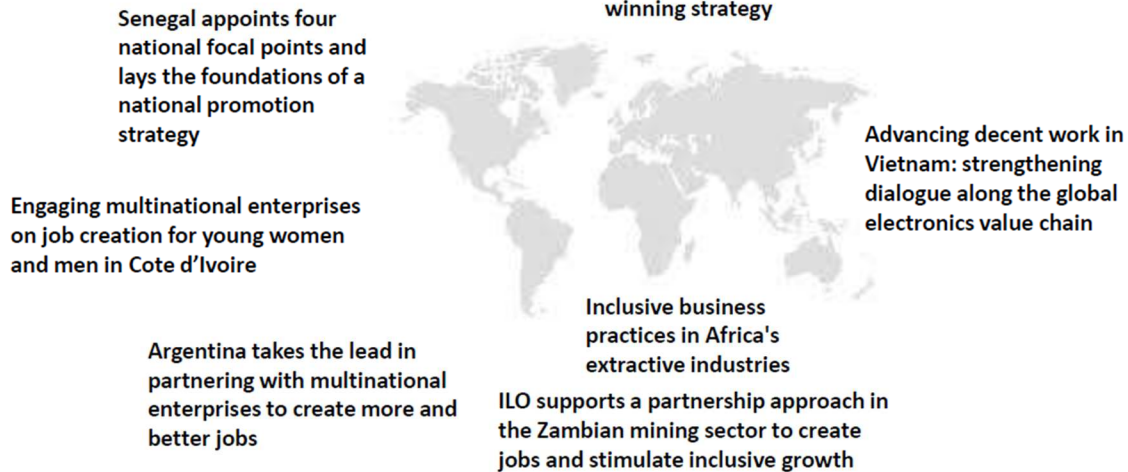 winning strategy
Senegal appoints four
national focal points and
lays the foundations of a
national promotion
strategy
Advancing decent work in
Vietnam: strengthening
dialogue along the global
electronics value chain
Engaging multinational enterprises
on job creation for young women
and men in Cote d’Ivoire
Inclusive business
practices in Africa's
extractive industries
Argentina takes the lead in
partnering with multinational
enterprises to create more and
better jobs
ILO supports a partnership approach in
the Zambian mining sector to create
jobs and stimulate inclusive growth